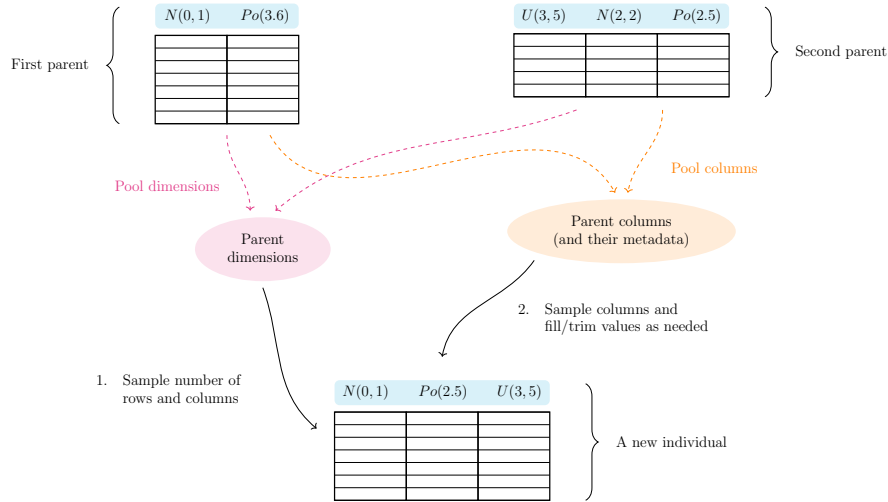 N(0, 1) Po(3.6)
U(3, 5) N(2, 2) Po(2.5)
First parent
Second parent
Pool dimensions
Pool columns
Parent
dimensions
Parent columns
(and their metadata)
2. Sample columns and
fill/trim values as needed
1. Sample number of
rows and columns
N(0, 1) Po(2.5) U(3, 5)
A new individual